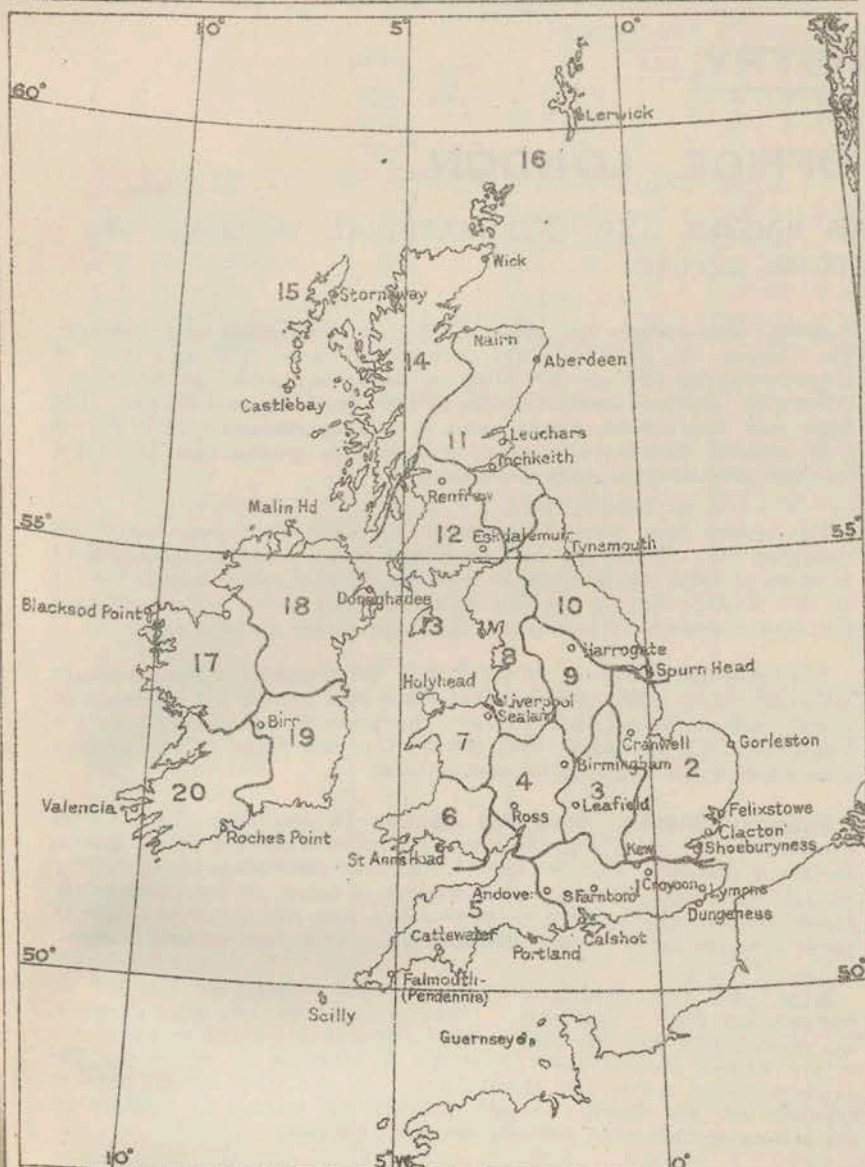 10°
5°
0°
5°
60°
Lerwick
16
Wick
15
Stornoway
14
Nairn
Aberdeen
Castlebay
11
Leuchars
Inchkeith
Renfrew
Malin Hd
12
Eskdalemuir
Tynemouth
55°
55°
Donaghadee
Blacksod Point
18
13
10
17
Harrogate
8
9
Spurn Head
Holyhead
Liverpool
Sealand
Birr
19
7
Cranwell
Gorleston
Birmingham
2
20
4
3
Valencia
Ross
Leafield
Felixstowe
6
Clacton
Roches Point
Kew
Shoeburyness
St Anns Head
Croydon
Lympne
Andover
S Farnboro
1
5
Dungeness
Cattewater
Calshot
Portland
50°
50°
Falmouth-
(Pendennis)
Scilly
Guernsey
10°
5°W
0°